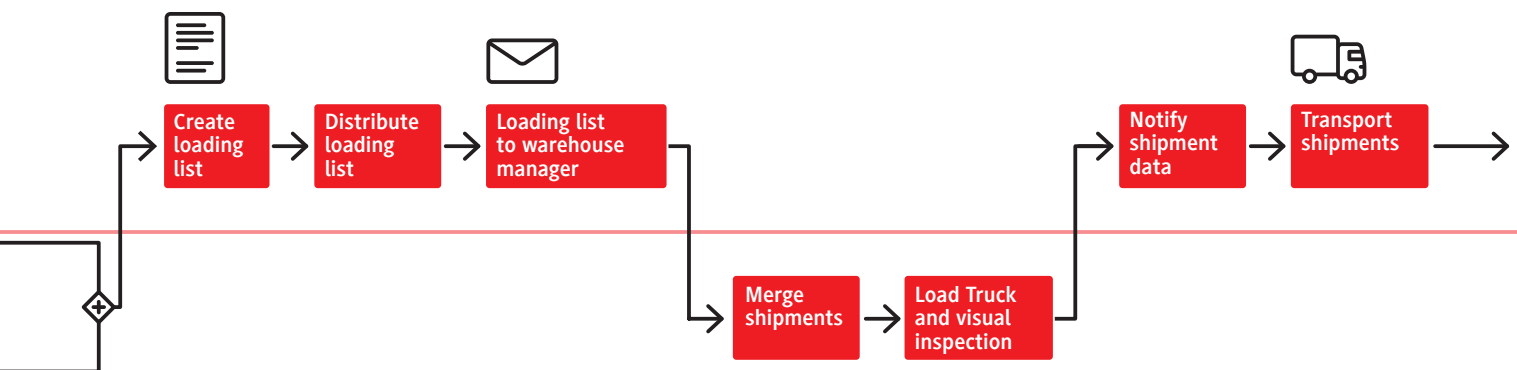 Create
loading
list
Distribute
loading
list
Loading list
to warehouse
manager
Merge
shipments
Load Truck
and visual
inspection
Notify
shipment
data
Transport
shipments